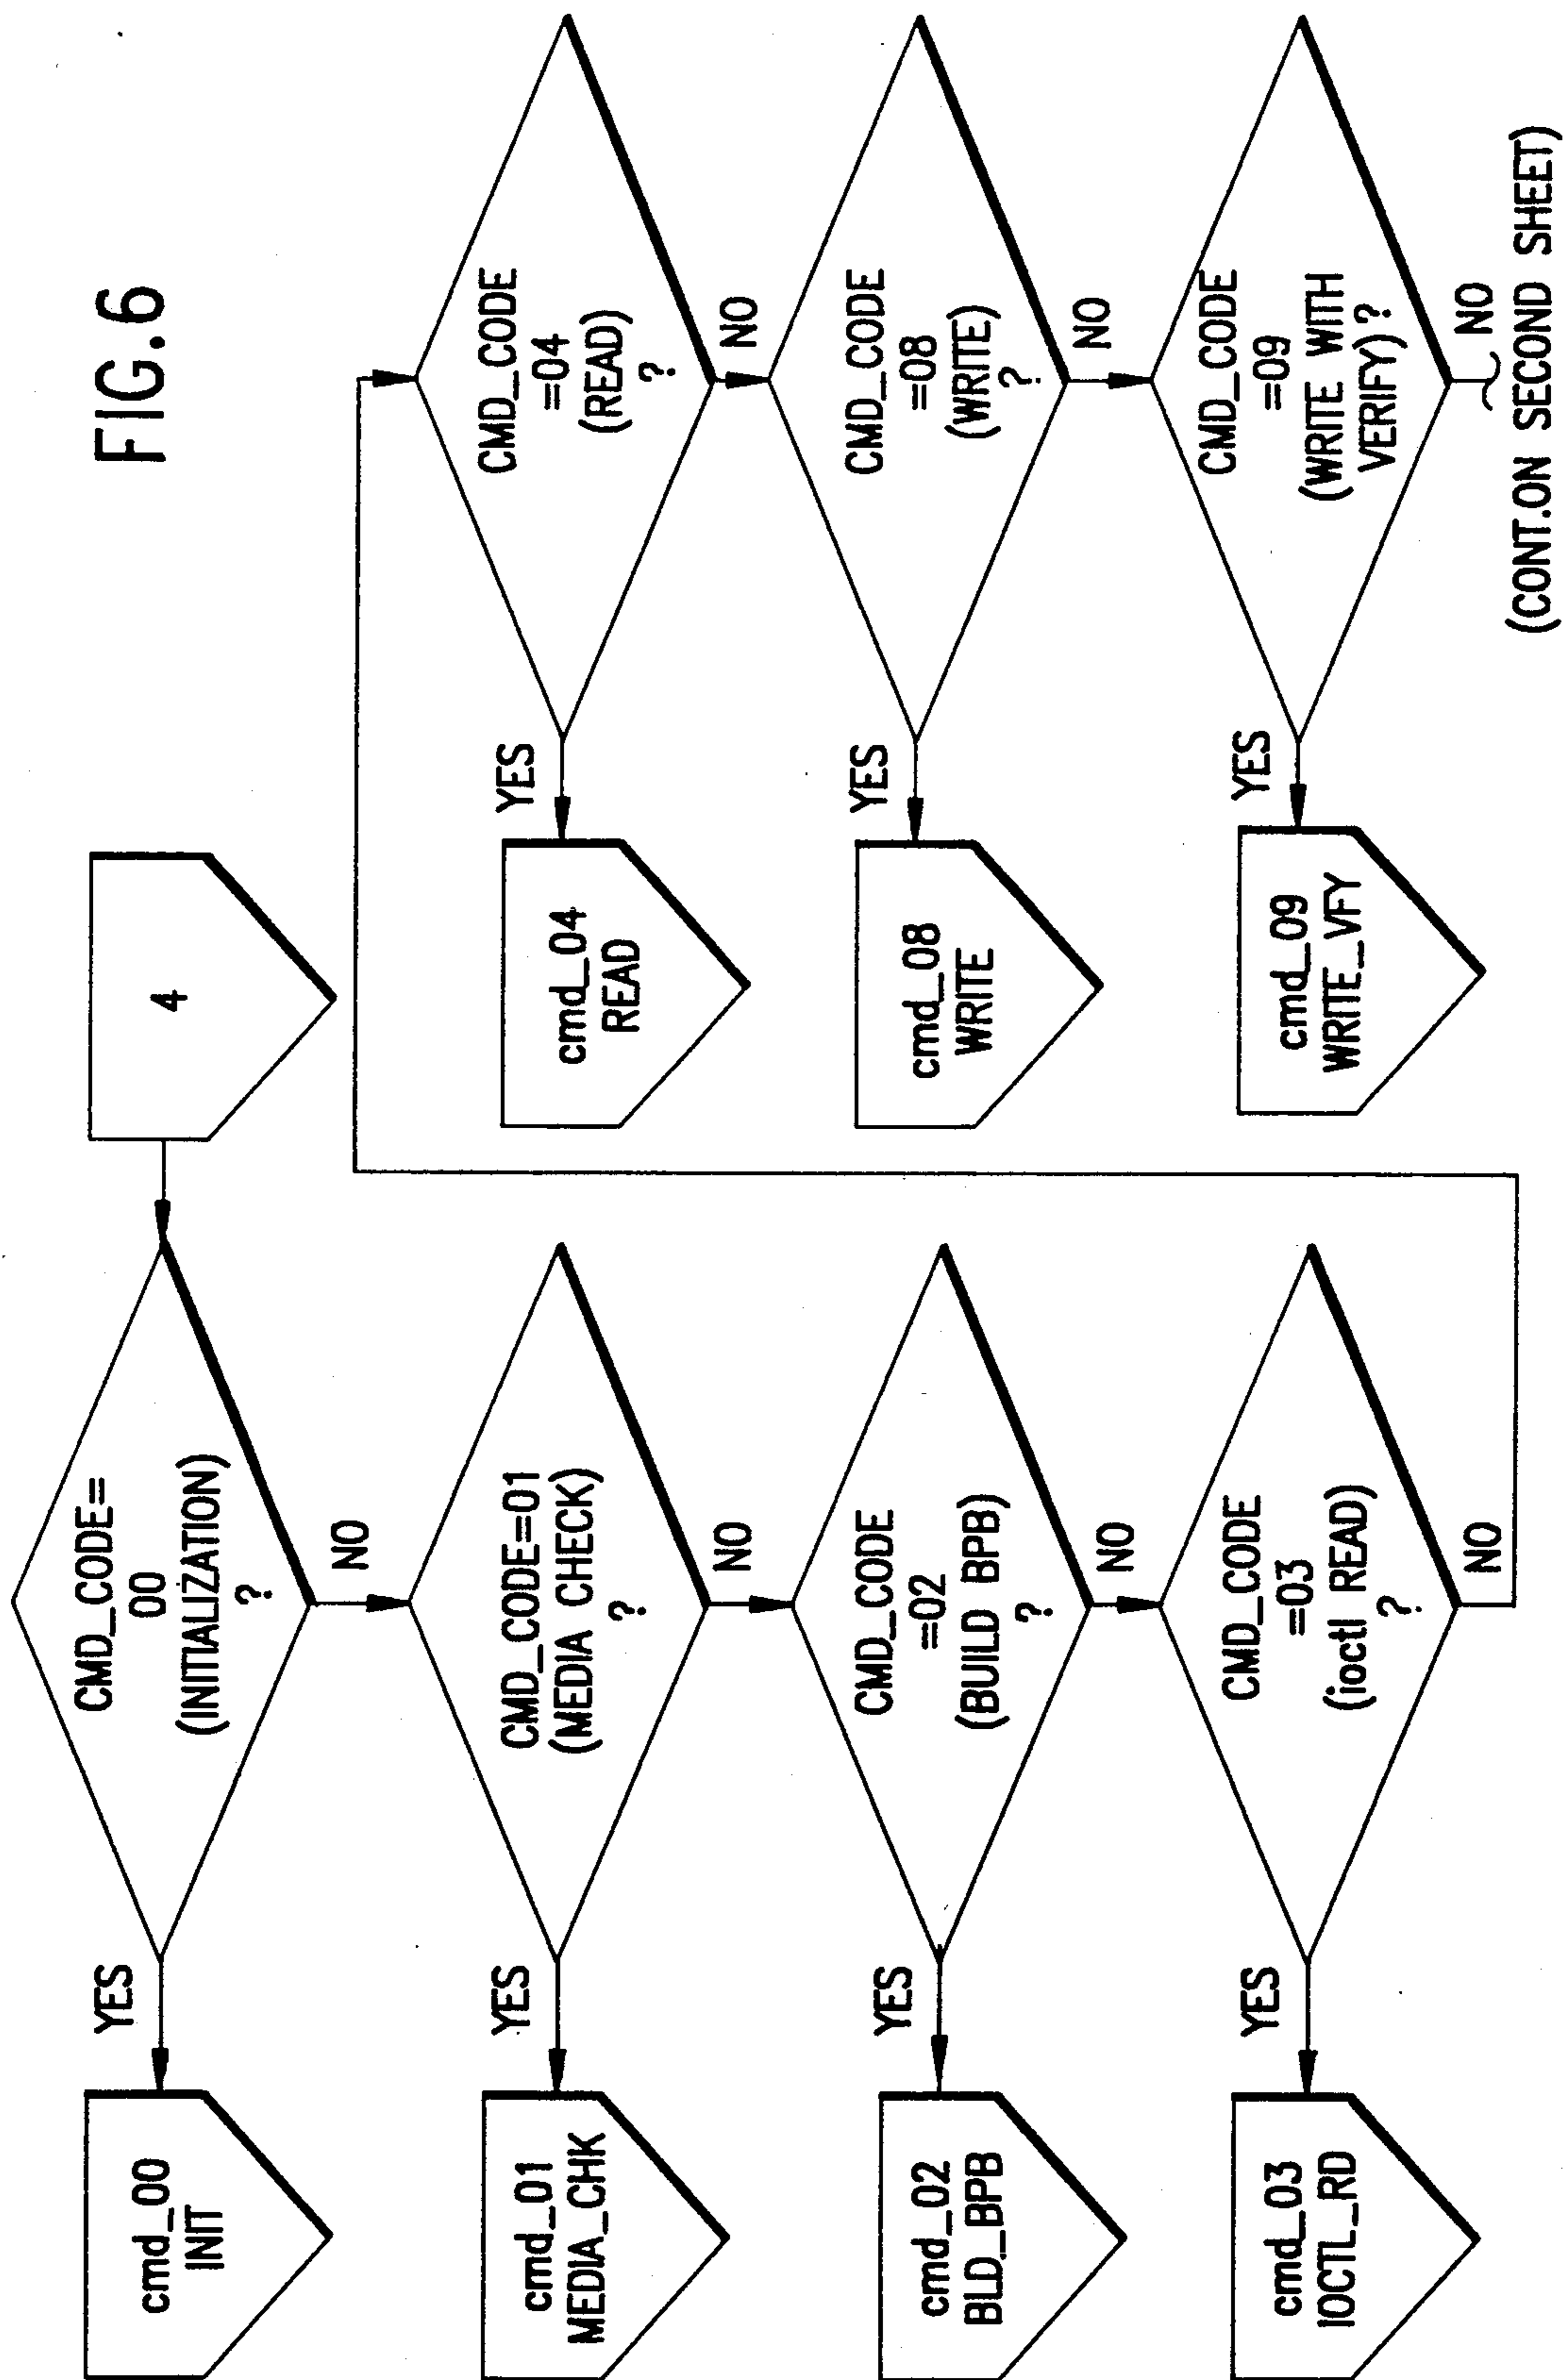 FIG.6
4
CMD_CODE=
00
(INITIALIZATION)
?
YES
NO
cmd_00
INIT
CMD_CODE=01
(MEDIA CHECK)
?
YES
NO
cmd_01
MEDIA_CHK
CMD_CODE
=02
(BUILD BPB)
?
YES
NO
cmd_02
BLD_BPB
CMD_CODE
=03
(ioctl READ)
?
YES
NO
cmd_03
IOCTL_RD
CMD_CODE
=04
(READ)
?
YES
NO
cmd_04
READ
CMD_CODE
=08
(WRITE)
?
YES
NO
cmd_08
WRITE
CMD_CODE
=09
(WRITE WITH
VERIFY)?
YES
NO
cmd_09
WRITE_VFY
(CONT.ON SECOND SHEET)